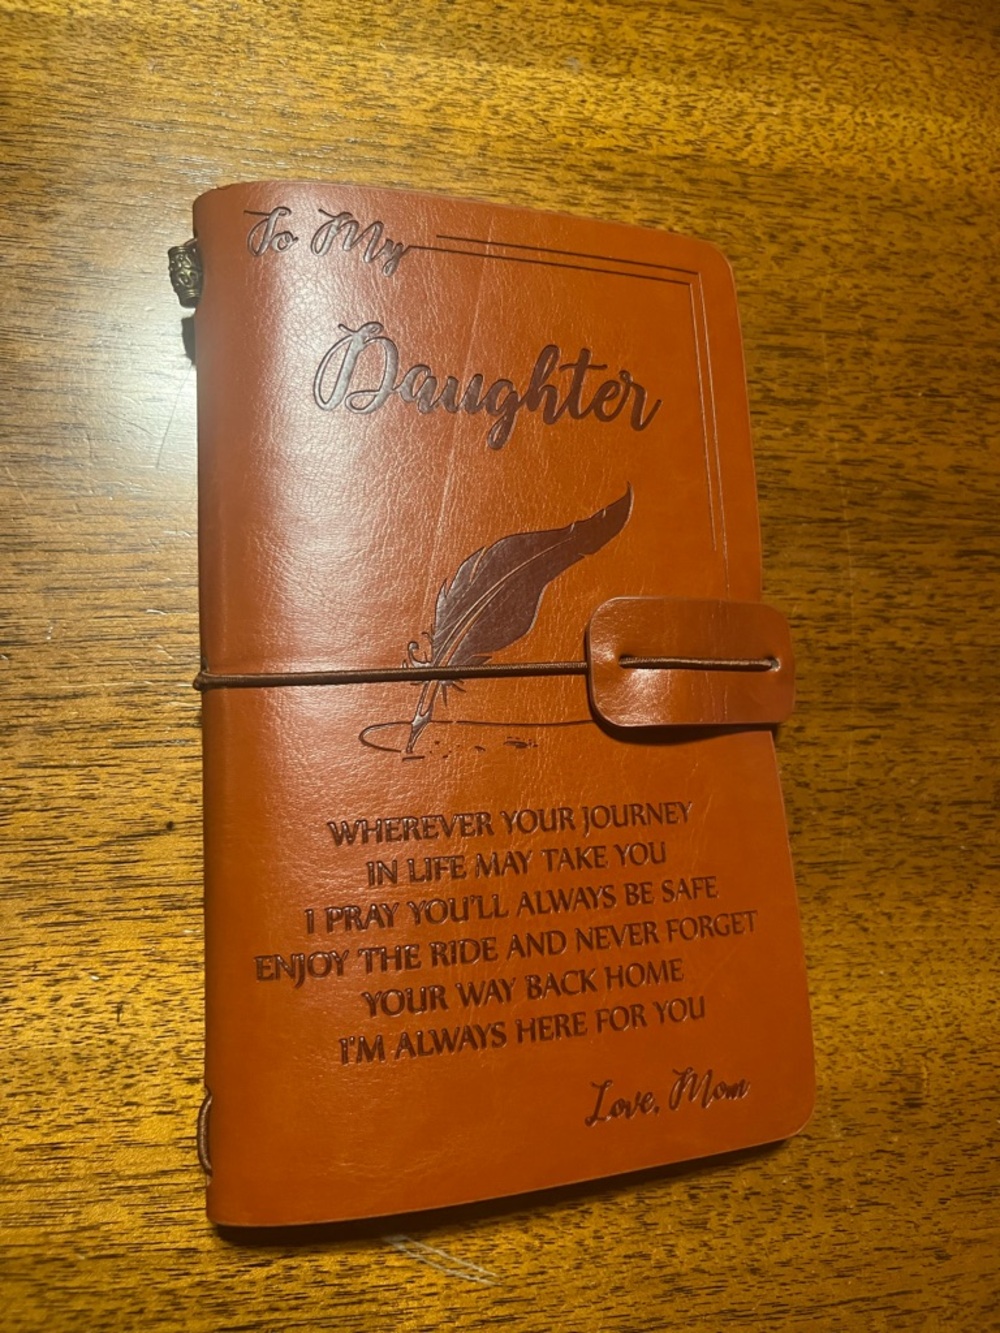 To My
Daughter
WHEREVER YOUR JOURNEY
IN LIFE MAY TAKE YOU
I PRAY YOU'LL ALWAYS BE SAFE
ENJOY THE RIDE AND NEVER FORGET
YOUR WAY BACK HOME
I'M ALWAYS HERE FOR YOU
Love, Mom